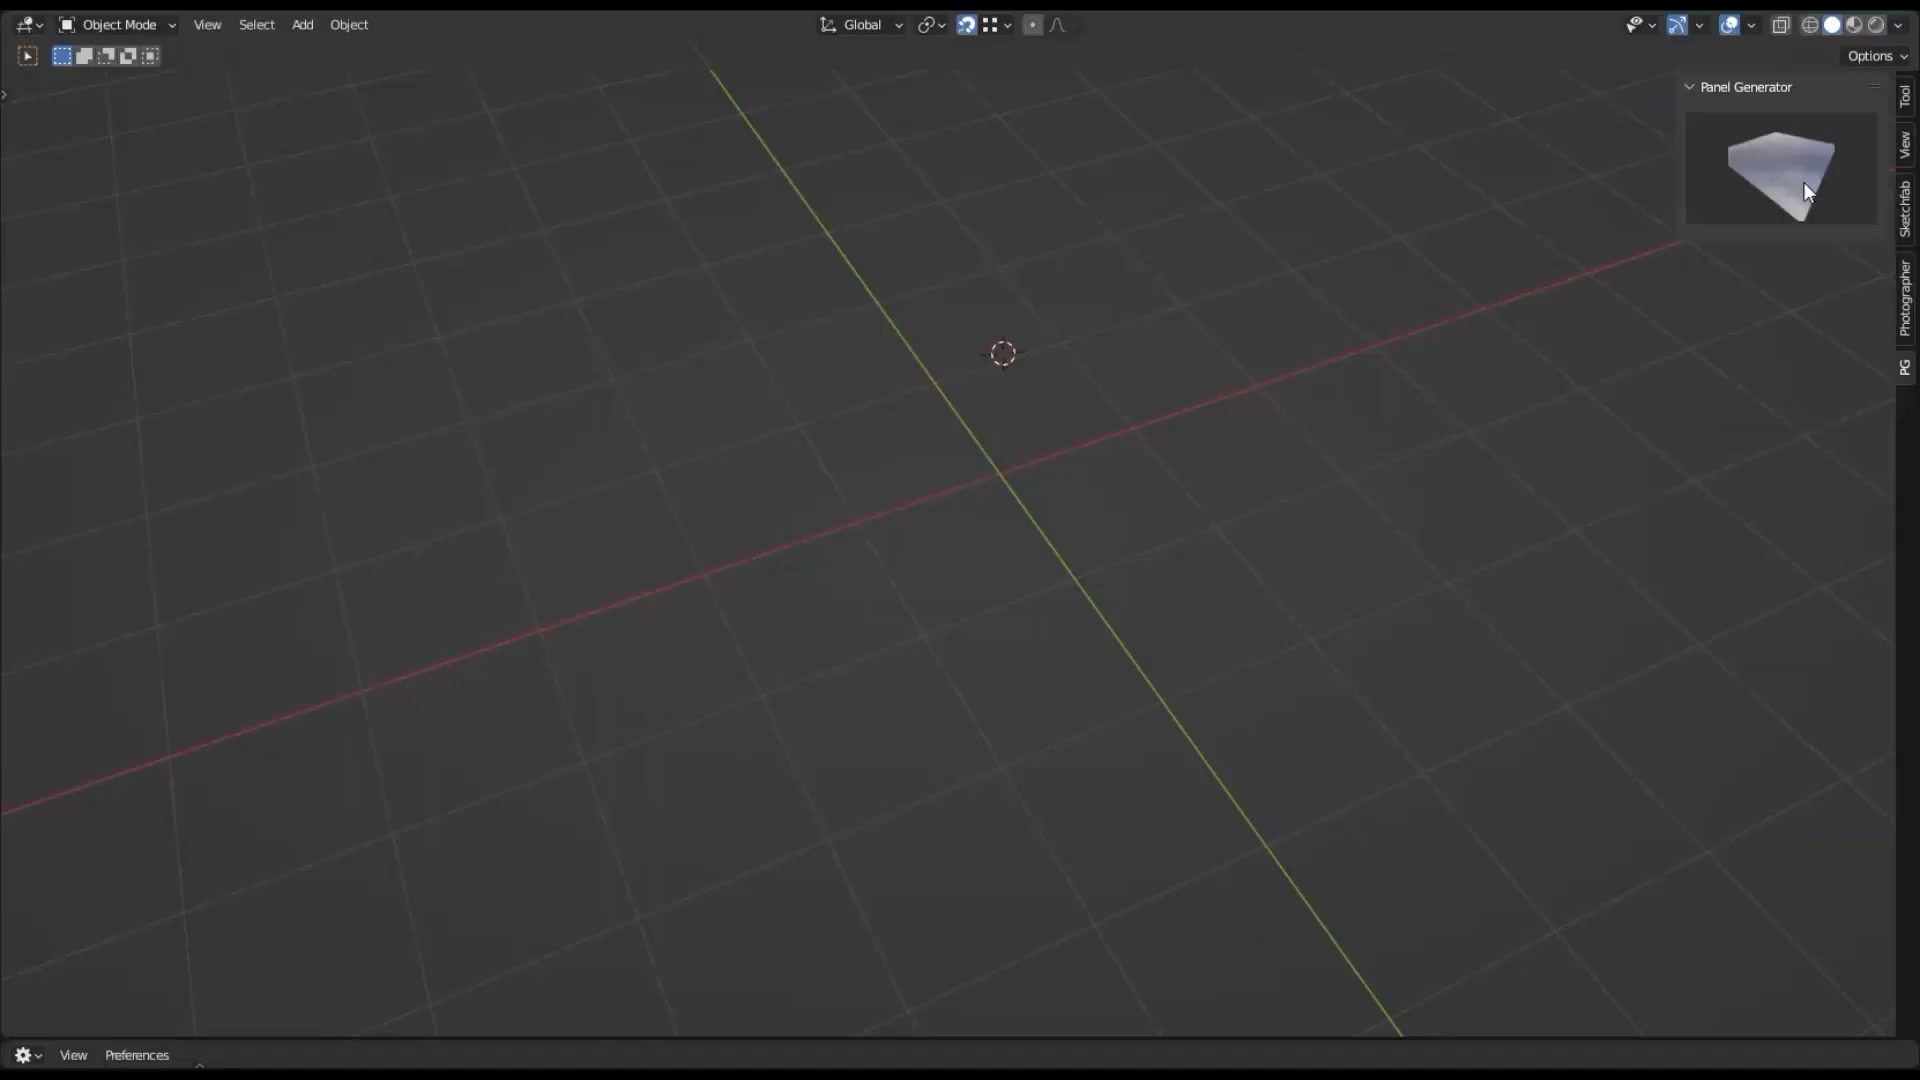 Object Mode View Select Add Object Global
Options
Panel Generator
Tool
View
Sketchfab
Photographer
PG
View Preferences